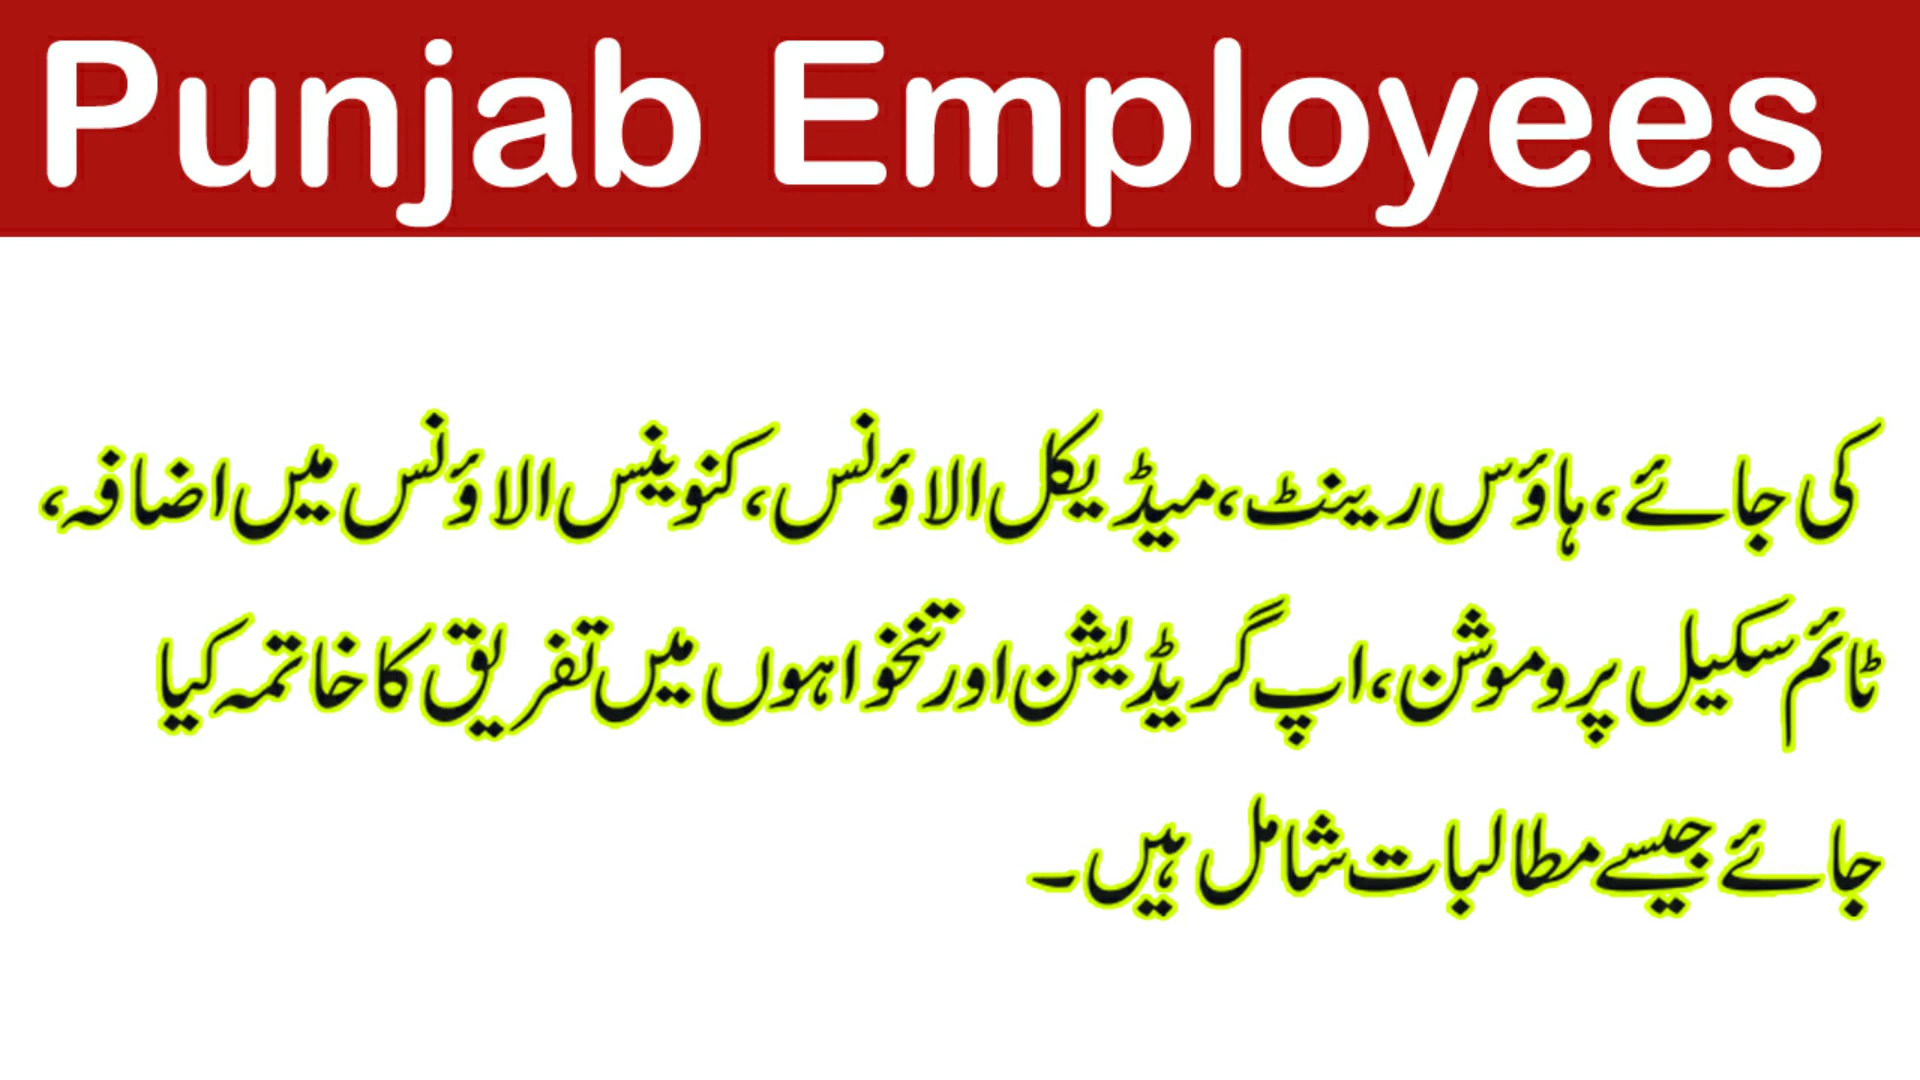 Punjab Employees
کی جائے، ہاؤس رینٹ، میڈیکل الاؤنس، کنوینس الاؤنس میں اضافہ،
ٹائم سکیل پروموشن، اپ گریڈیشن اور تنخواہوں میں تفریق کا خاتمہ کیا
جائے جیسے مطالبات شامل ہیں۔